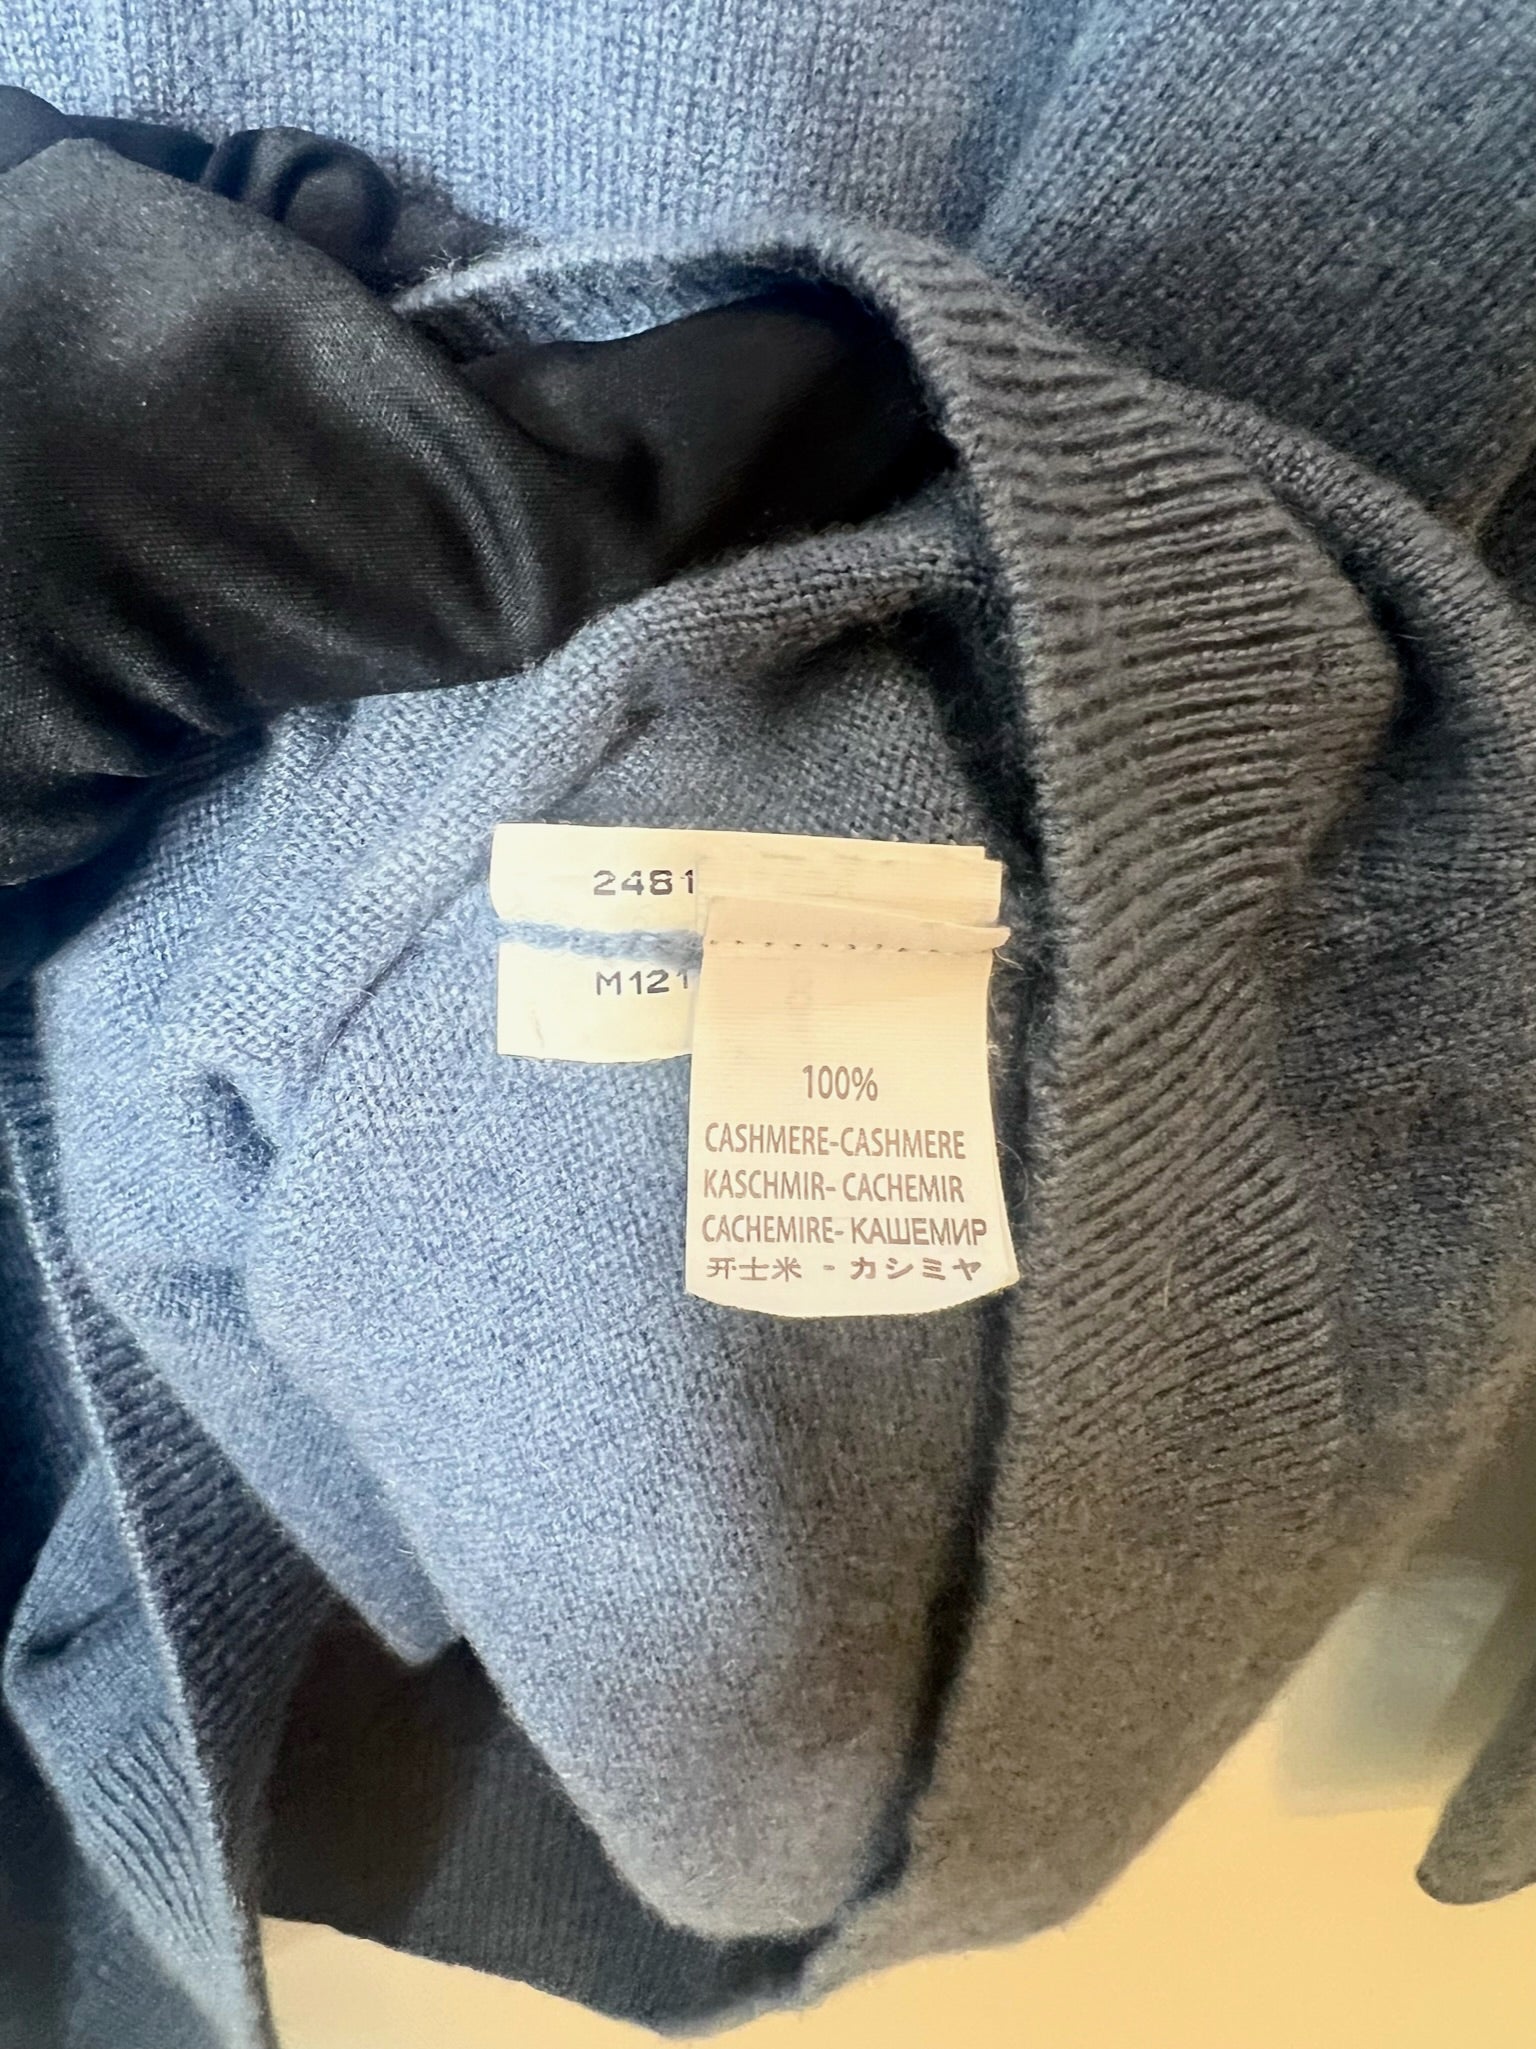 2481
M121
100%
CASHMERE-CASHMERE
KASCHMIR- CACHEMIR
CACHEMIRE- КАШЕМИР
开士米 - カシミヤ